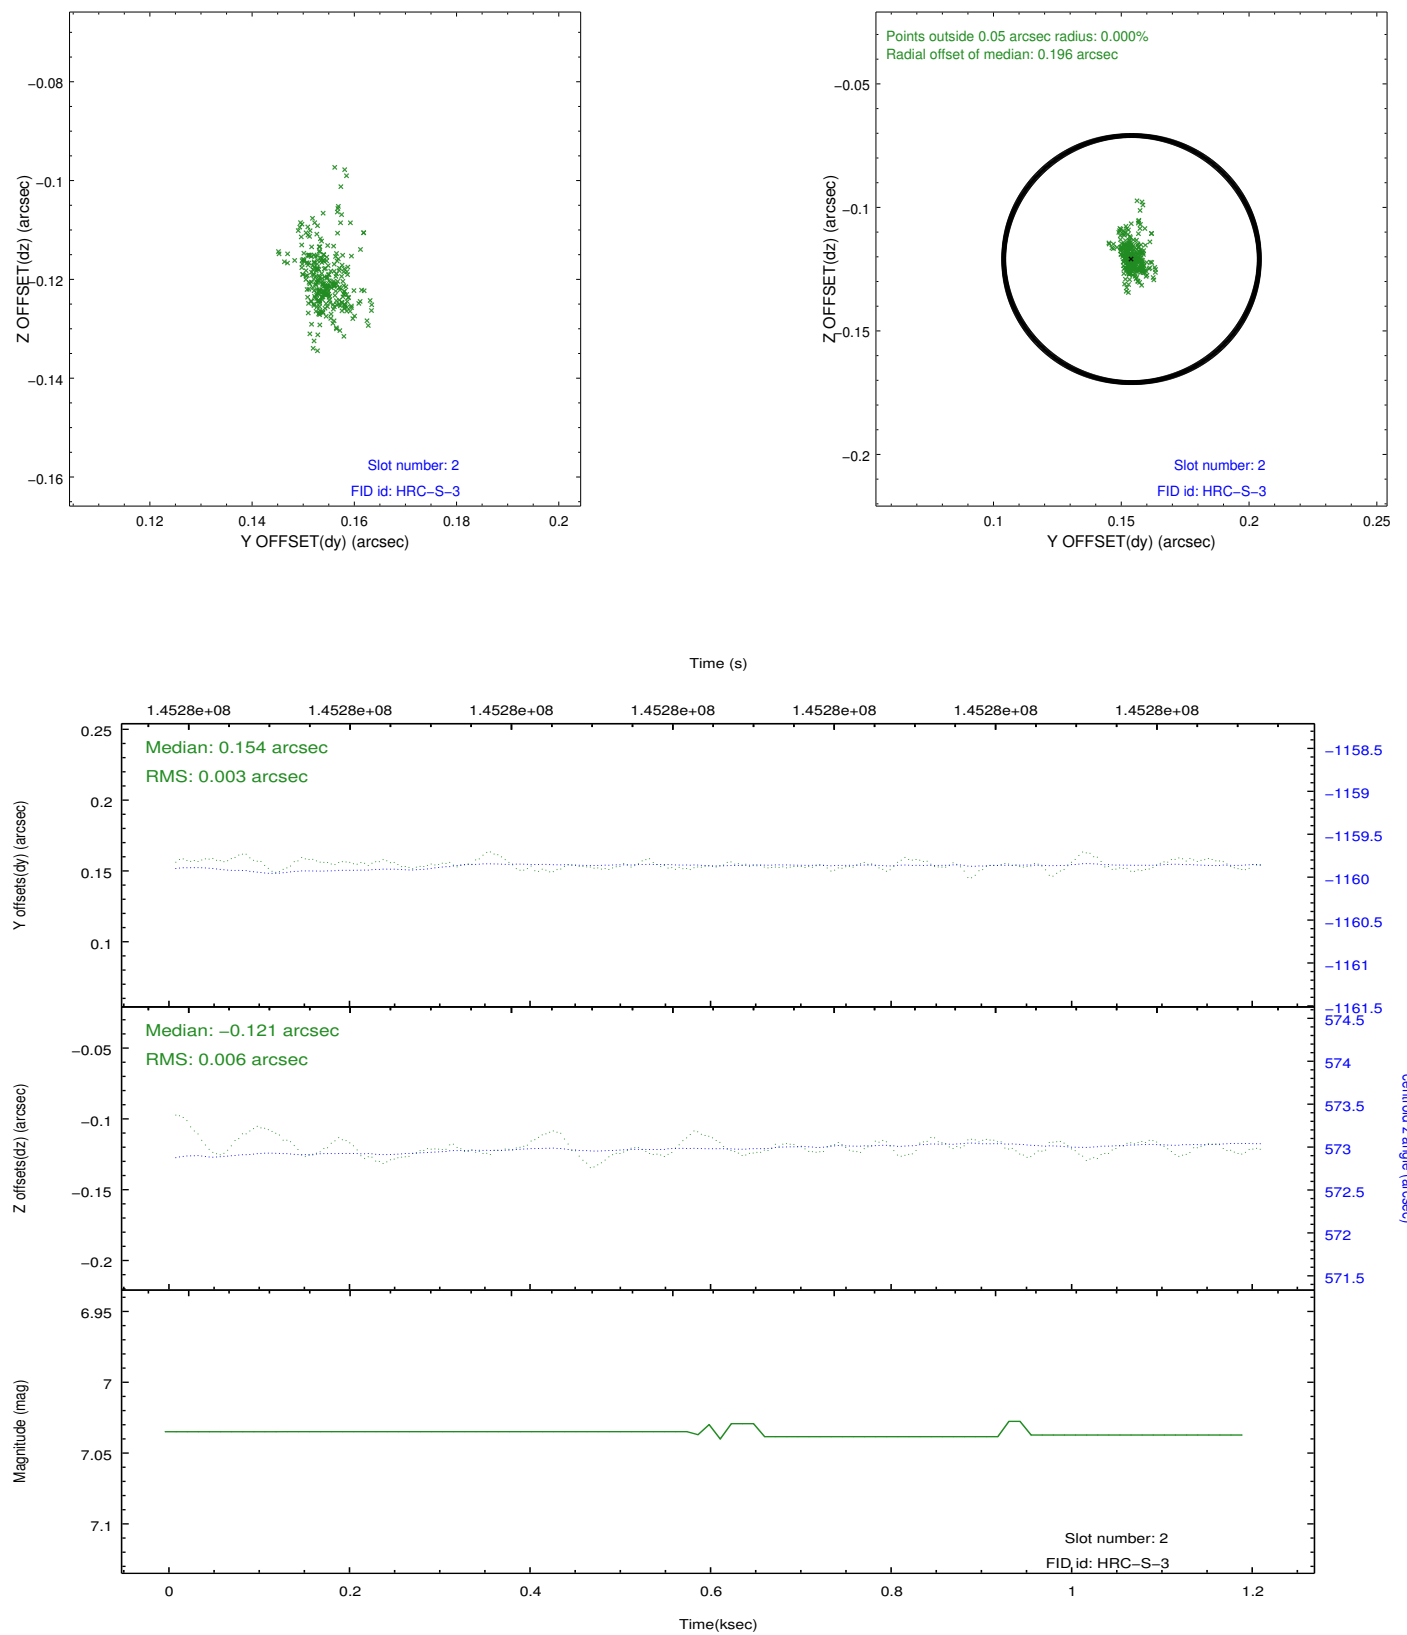 Points outside 0.05 arcsec radius: 0.000%
Radial offset of median: 0.196 arcsec
−0.08
−0.1
−0.12
−0.14
−0.16
Z OFFSET(dz) (arcsec)
Slot number: 2
FID id: HRC−S−3
0.12 0.14 0.16 0.18 0.2
Y OFFSET(dy) (arcsec)
−0.05
−0.1
−0.15
−0.2
Z OFFSET(dz) (arcsec)
Slot number: 2
FID id: HRC−S−3
0.1 0.15 0.2 0.25
Y OFFSET(dy) (arcsec)
Time (s)
1.4528e+08 1.4528e+08 1.4528e+08 1.4528e+08 1.4528e+08 1.4528e+08 1.4528e+08
Median: 0.154 arcsec
RMS: 0.003 arcsec
0.25
0.2
0.15
0.1
Y offsets(dy) (arcsec)
−1158.5
−1159
−1159.5
−1160
−1160.5
−1161
−1161.5
Median: −0.121 arcsec
RMS: 0.006 arcsec
−0.05
−0.1
−0.15
−0.2
Z offsets(dz) (arcsec)
574.5
574
573.5
573
572.5
572
571.5
centroid z angle (arcsec)
6.95
7
7.05
7.1
Magnitude (mag)
Slot number: 2
FID id: HRC−S−3
0 0.2 0.4 0.6 0.8 1 1.2
Time(ksec)